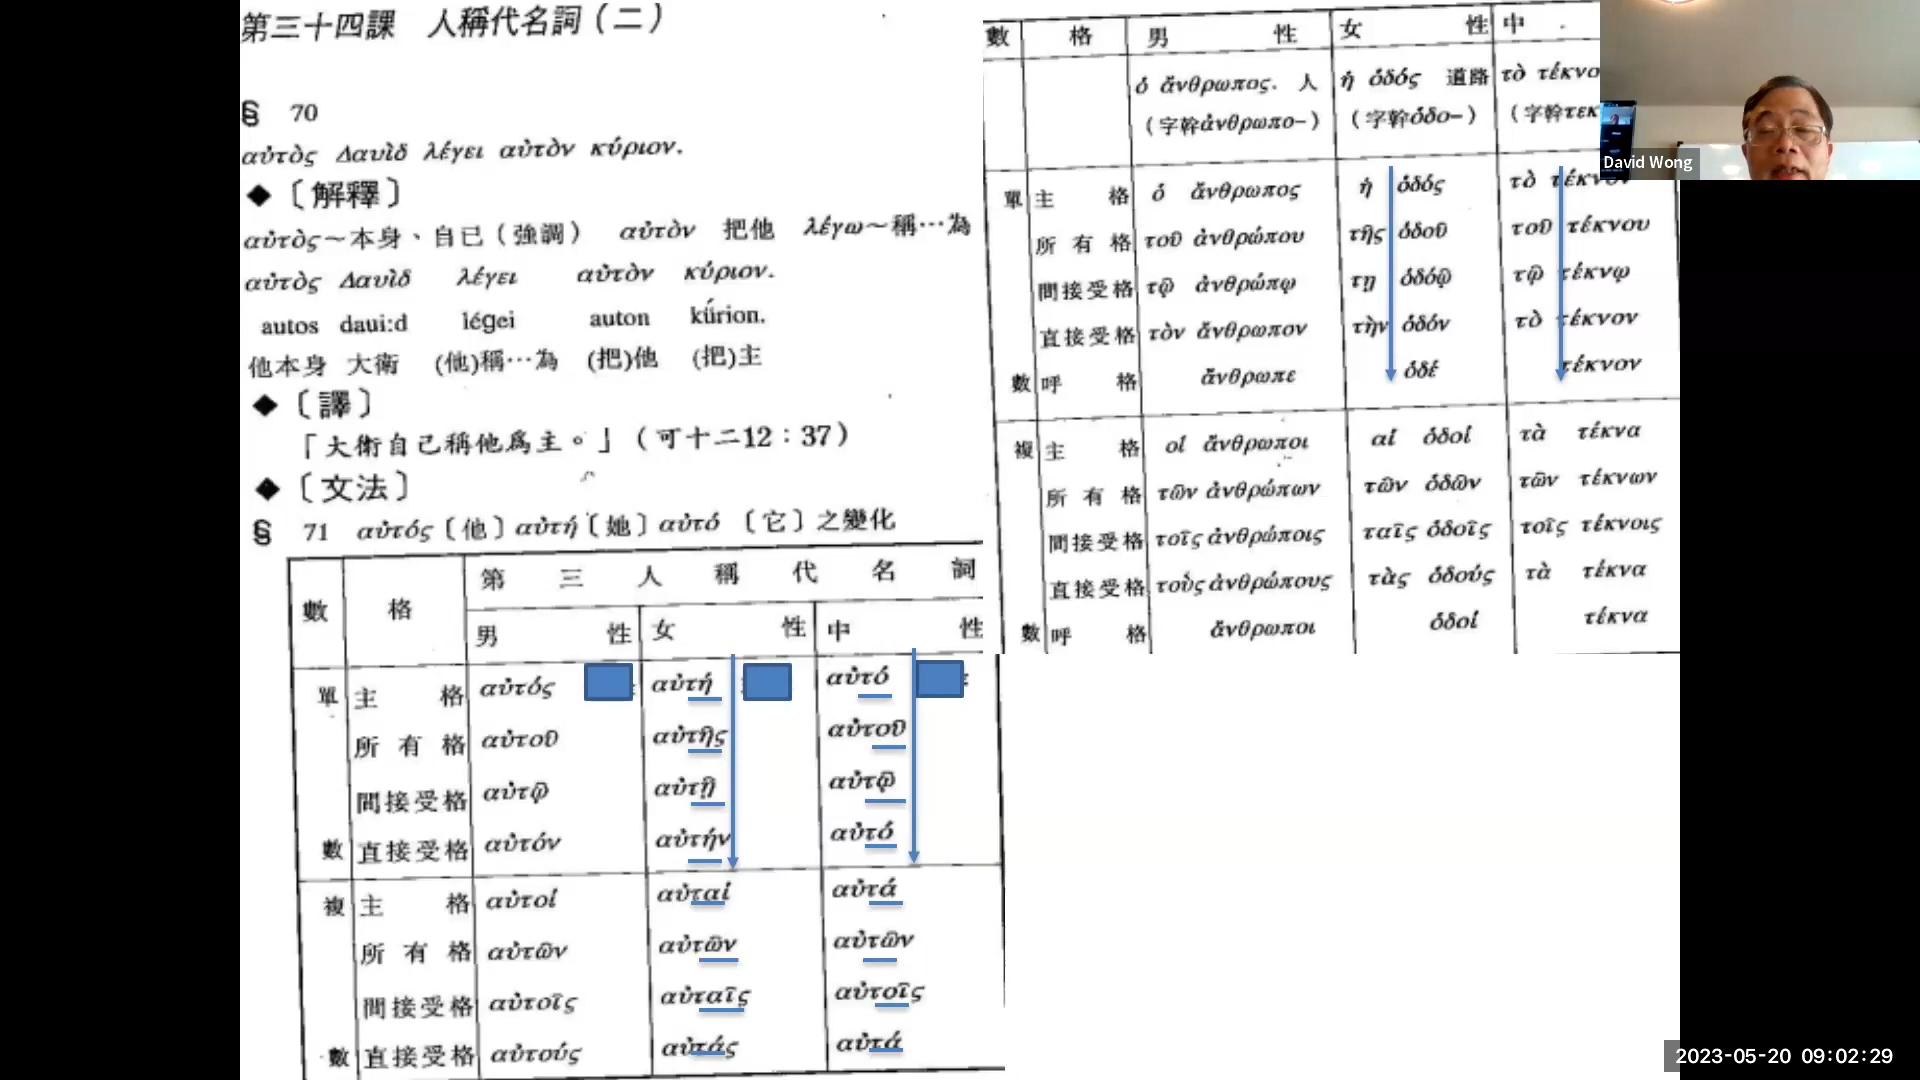 第三十四課 人稱代名詞(二)
§ 70
αὐτὸς Δαυὶδ λέγει αὐτὸν κύριον.
◆〔解釋〕
αὐτὸς~本身、自己(強調) αὐτὸν 把他 λέγω~稱…為
αὐτὸς Δαυὶδ λέγει αὐτὸν κύριον.
autos daui:d légei auton kűrion.
他本身 大衛 (他)稱…為 (把)他 (把)主
◆〔譯〕
「大衛自己稱他爲主。」(可十二12:37)
◆〔文法〕
§ 71 αὐτός〔他〕αὐτή〔她〕αὐτό〔它〕之變化
數 格 第三人稱代名詞
男性 女性 中性
單 主格 αὐτός αὐτή αὐτό
所有格 αὐτοῦ αὐτῆς αὐτοῦ
間接受格 αὐτῷ αὐτῇ αὐτῷ
數 直接受格 αὐτόν αὐτήν αὐτό
複 主格 αὐτοί αὐταί αὐτά
所有格 αὐτῶν αὐτῶν αὐτῶν
間接受格 αὐτοῖς αὐταῖς αὐτοῖς
數 直接受格 αὐτούς αὐτάς αὐτά
數 格 男性 女性 中
ὁ ἄνθρωπος. 人 ἡ ὁδός 道路 τὸ τέκνο
(字幹ἀνθρωπο-) (字幹ὁδο-) (字幹τεκ
單 主格 ὁ ἄνθρωπος ἡ ὁδός τὸ τέκνον
所有格 τοῦ ἀνθρώπου τῆς ὁδοῦ τοῦ τέκνου
間接受格 τῷ ἀνθρώπῳ τῃ ὁδόῷ τῷ τέκνῳ
直接受格 τὸν ἄνθρωπον τὴν ὁδόν τὸ τέκνον
數 呼格 ἄνθρωπε ὁδέ τέκνον
複 主格 οἱ ἄνθρωποι αἱ ὁδοί τὰ τέκνα
所有格 τῶν ἀνθρώπων τῶν ὁδῶν τῶν τέκνων
間接受格 τοῖς ἀνθρώποις ταῖς ὁδοῖς τοῖς τέκνοις
直接受格 τοὺς ἀνθρώπους τὰς ὁδούς τὰ τέκνα
數 呼格 ἄνθρωποι ὁδοί τέκνα
David Wong
2023-05-20 09:02:29